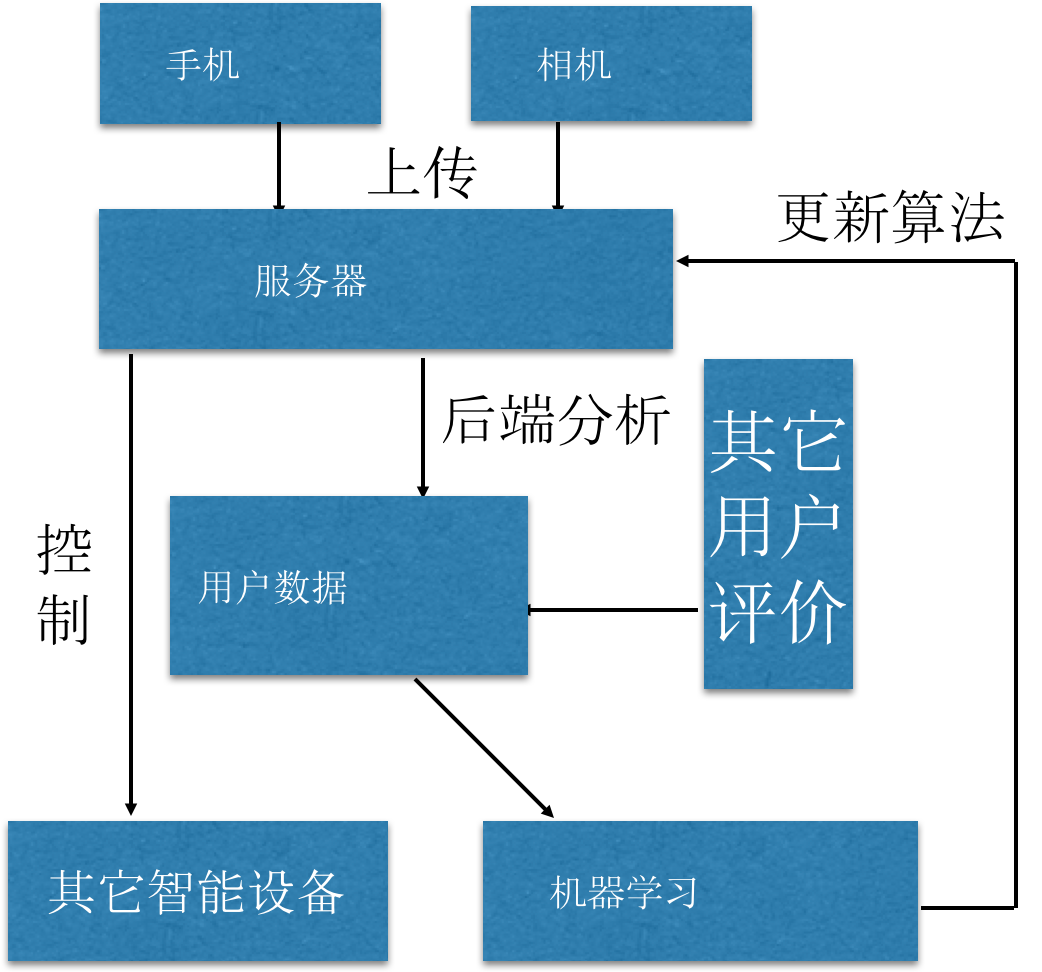 手机
相机
上传
更新算法
服务器
后端分析
其它
用户
评价
控
制
用户数据
其它智能设备
机器学习